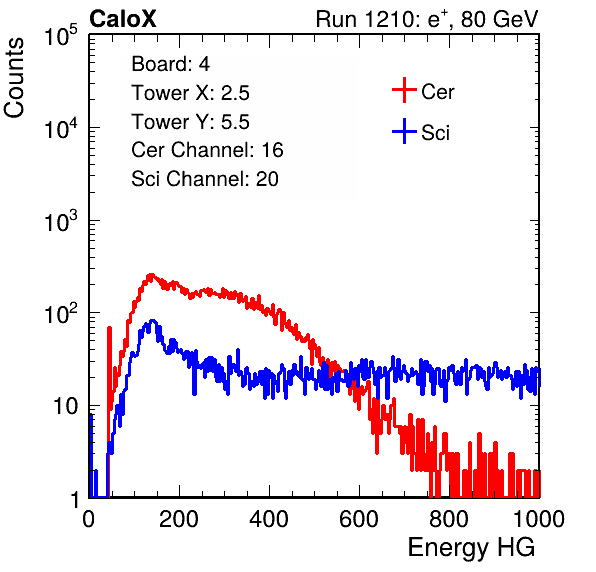 CaloX
Run 1210: e⁺, 80 GeV
Counts
10⁵
10⁴
10³
10²
10
1
Board: 4
Tower X: 2.5
Tower Y: 5.5
Cer Channel: 16
Sci Channel: 20
Cer
Sci
0 200 400 600 800 1000
Energy HG